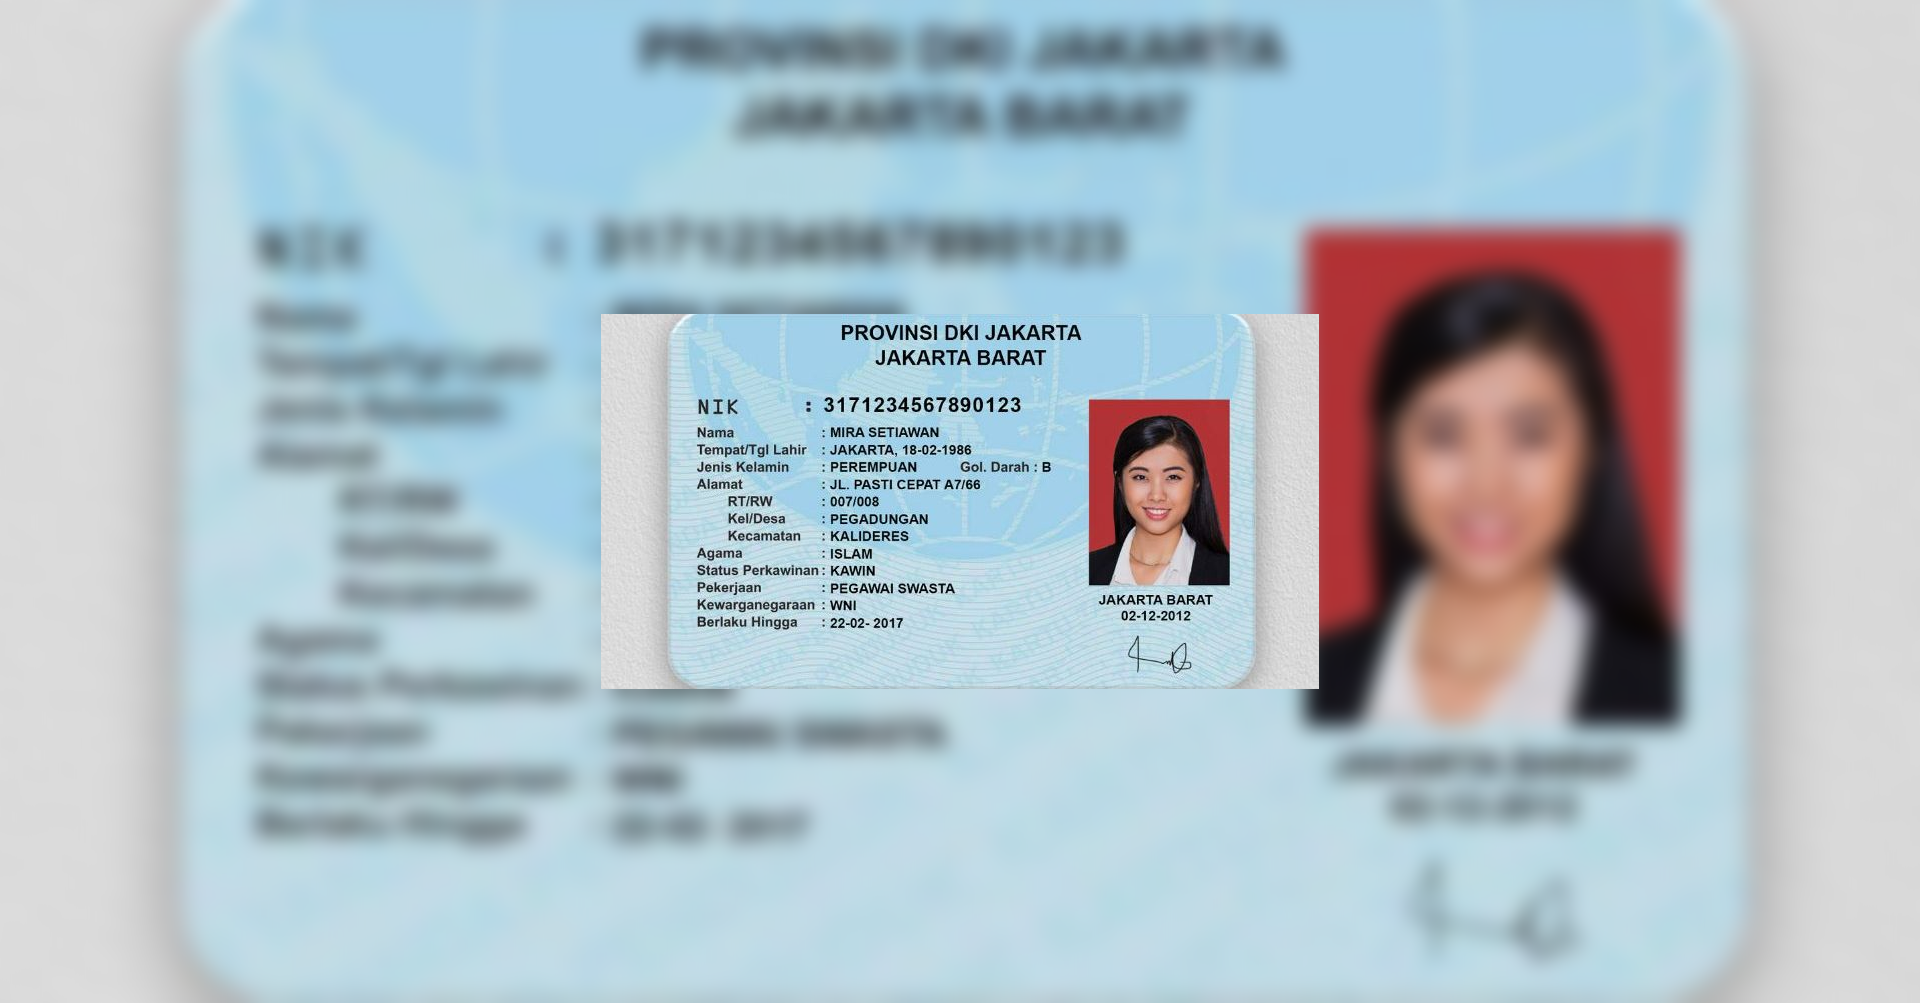 PROVINSI DKI JAKARTA
JAKARTA BARAT
NIK : 3171234567890123
Nama : MIRA SETIAWAN
Tempat/Tgl Lahir : JAKARTA, 18-02-1986
Jenis Kelamin : PEREMPUAN Gol. Darah : B
Alamat : JL. PASTI CEPAT A7/66
RT/RW : 007/008
Kel/Desa : PEGADUNGAN
Kecamatan : KALIDERES
Agama : ISLAM
Status Perkawinan : KAWIN
Pekerjaan : PEGAWAI SWASTA
Kewarganegaraan : WNI
Berlaku Hingga : 22-02- 2017
JAKARTA BARAT
02-12-2012